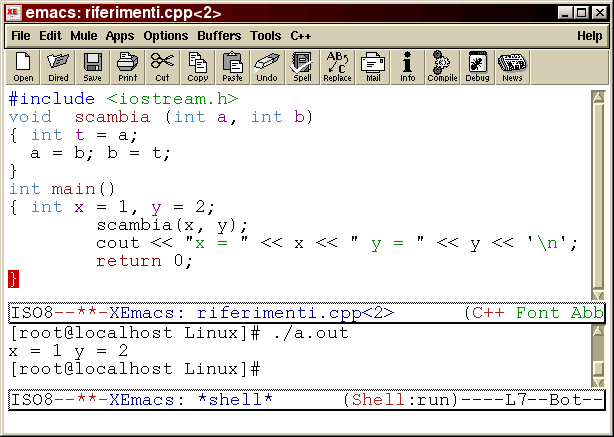 emacs: riferimenti.cpp<2>
File Edit Mule Apps Options Buffers Tools C++ Help
Open Dired Save Print Cut Copy Paste Undo Spell Replace Mail Info Compile Debug News
#include <iostream.h>
void  scambia (int a, int b)
{ int t = a;
  a = b; b = t;
}
int main()
{ int x = 1, y = 2;
        scambia(x, y);
        cout << "x = " << x << " y = " << y << '\n';
        return 0;
}
ISO8--**-XEmacs: riferimenti.cpp<2>      (C++ Font Abb
[root@localhost Linux]# ./a.out
x = 1 y = 2
[root@localhost Linux]#
ISO8--**-XEmacs: *shell*      (Shell:run)----L7--Bot--